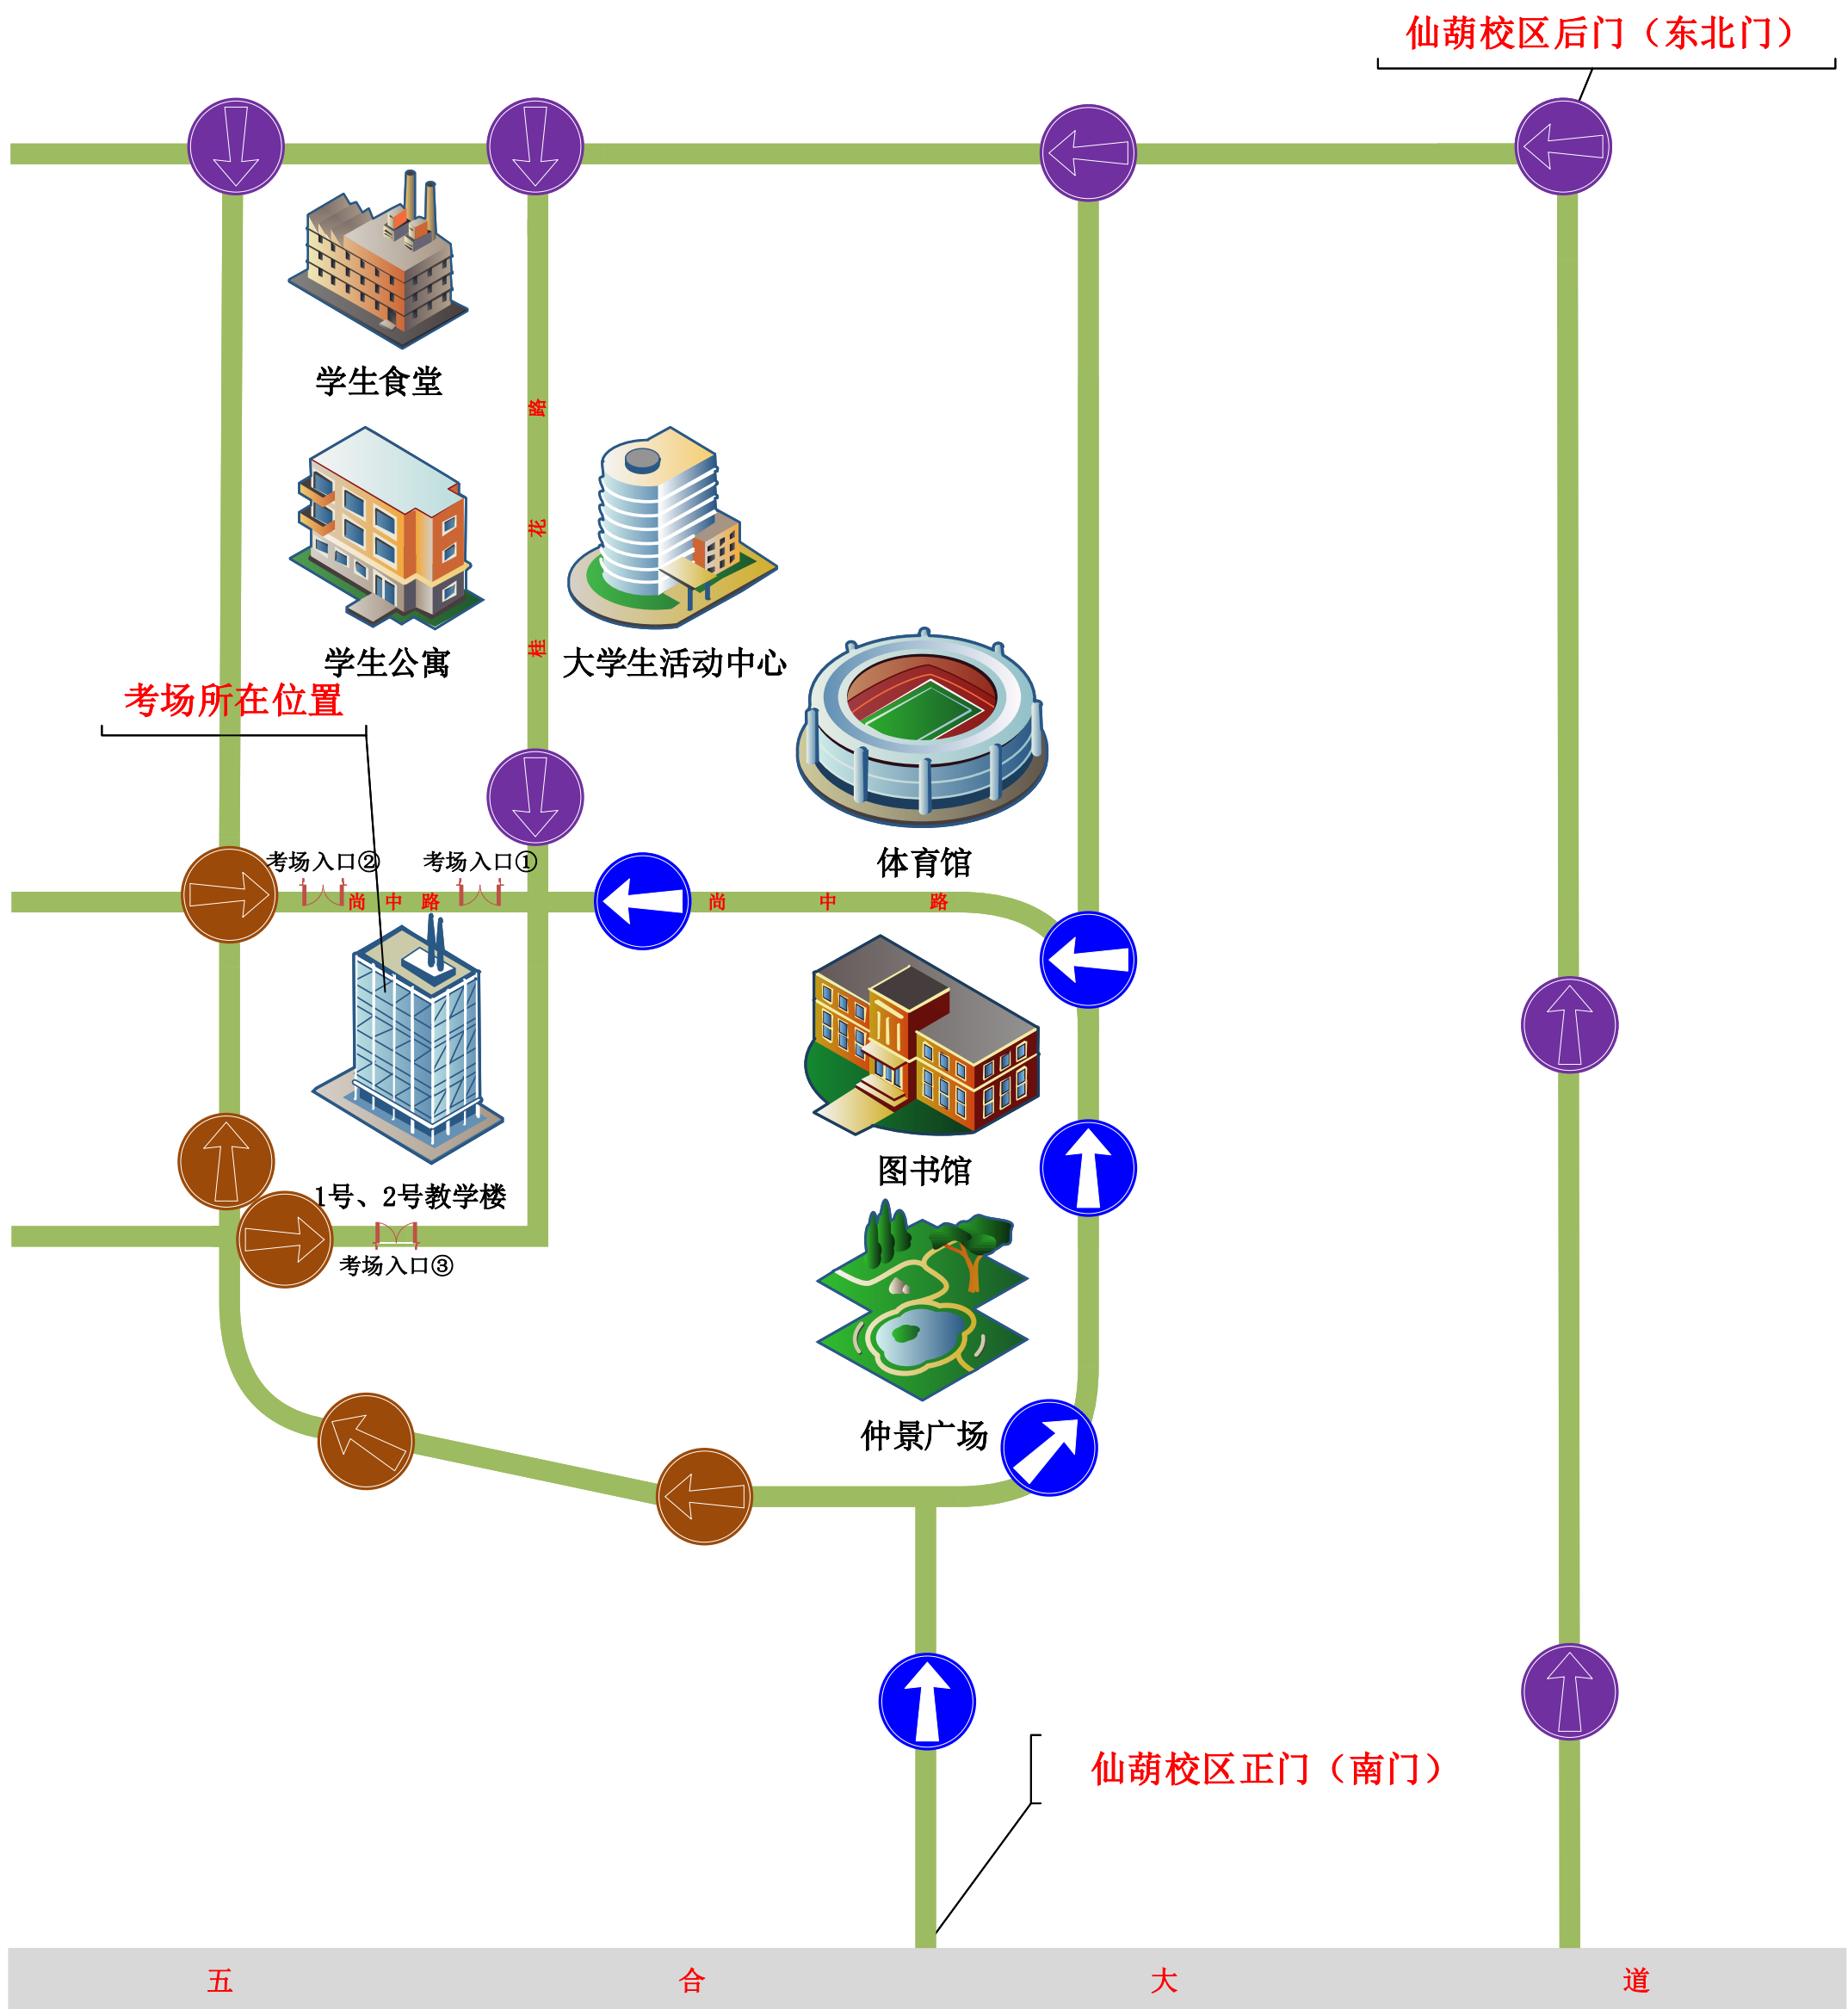 仙葫校区后门（东北门）
学生食堂
桂花路
学生公寓
大学生活动中心
考场所在位置
体育馆
考场入口②
考场入口①
尚中路
尚中路
图书馆
1号、2号教学楼
考场入口③
仲景广场
仙葫校区正门（南门）
五合大道